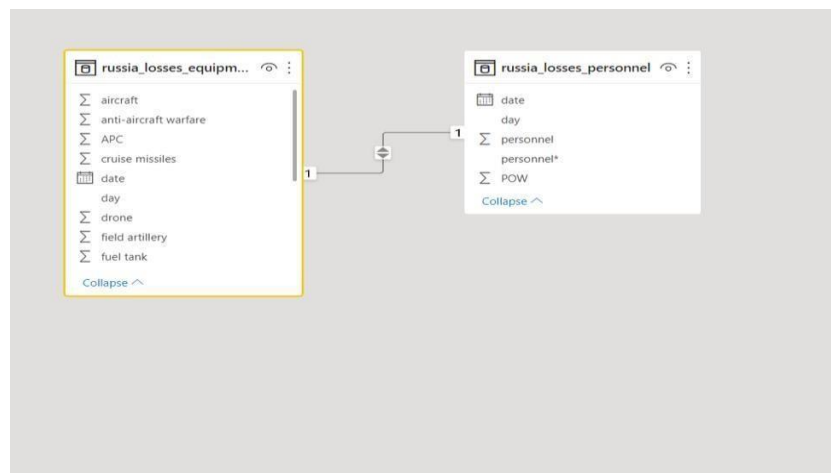 russia_losses_equipm...
aircraft
anti-aircraft warfare
APC
cruise missiles
date
day
drone
field artillery
fuel tank
Collapse
1
1
russia_losses_personnel
date
day
personnel
personnel*
POW
Collapse